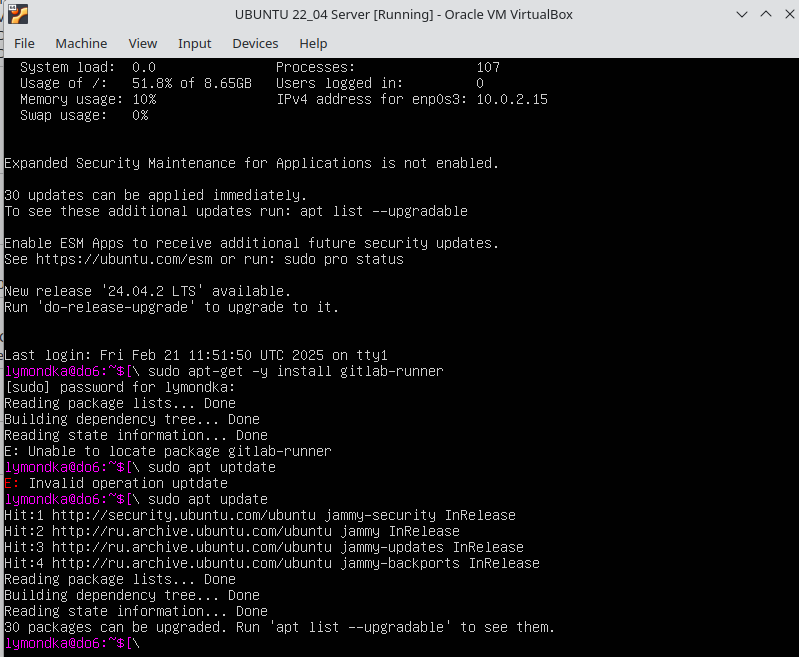 UBUNTU 22_04 Server [Running] - Oracle VM VirtualBox
File Machine View Input Devices Help
System load: 0.0 Processes: 107
Usage of /: 51.8% of 8.65GB Users logged in: 0
Memory usage: 10% IPv4 address for enp0s3: 10.0.2.15
Swap usage: 0%
Expanded Security Maintenance for Applications is not enabled.
30 updates can be applied immediately.
To see these additional updates run: apt list --upgradable
Enable ESM Apps to receive additional future security updates.
See https://ubuntu.com/esm or run: sudo pro status
New release '24.04.2 LTS' available.
Run 'do-release-upgrade' to upgrade to it.
Last login: Fri Feb 21 11:51:50 UTC 2025 on tty1
lymondka@do6:~$[\ sudo apt-get -y install gitlab-runner
[sudo] password for lymondka:
Reading package lists... Done
Building dependency tree... Done
Reading state information... Done
E: Unable to locate package gitlab-runner
lymondka@do6:~$[\ sudo apt uptdate
E: Invalid operation uptdate
lymondka@do6:~$[\ sudo apt update
Hit:1 http://security.ubuntu.com/ubuntu jammy-security InRelease
Hit:2 http://ru.archive.ubuntu.com/ubuntu jammy InRelease
Hit:3 http://ru.archive.ubuntu.com/ubuntu jammy-updates InRelease
Hit:4 http://ru.archive.ubuntu.com/ubuntu jammy-backports InRelease
Reading package lists... Done
Building dependency tree... Done
Reading state information... Done
30 packages can be upgraded. Run 'apt list --upgradable' to see them.
lymondka@do6:~$[\